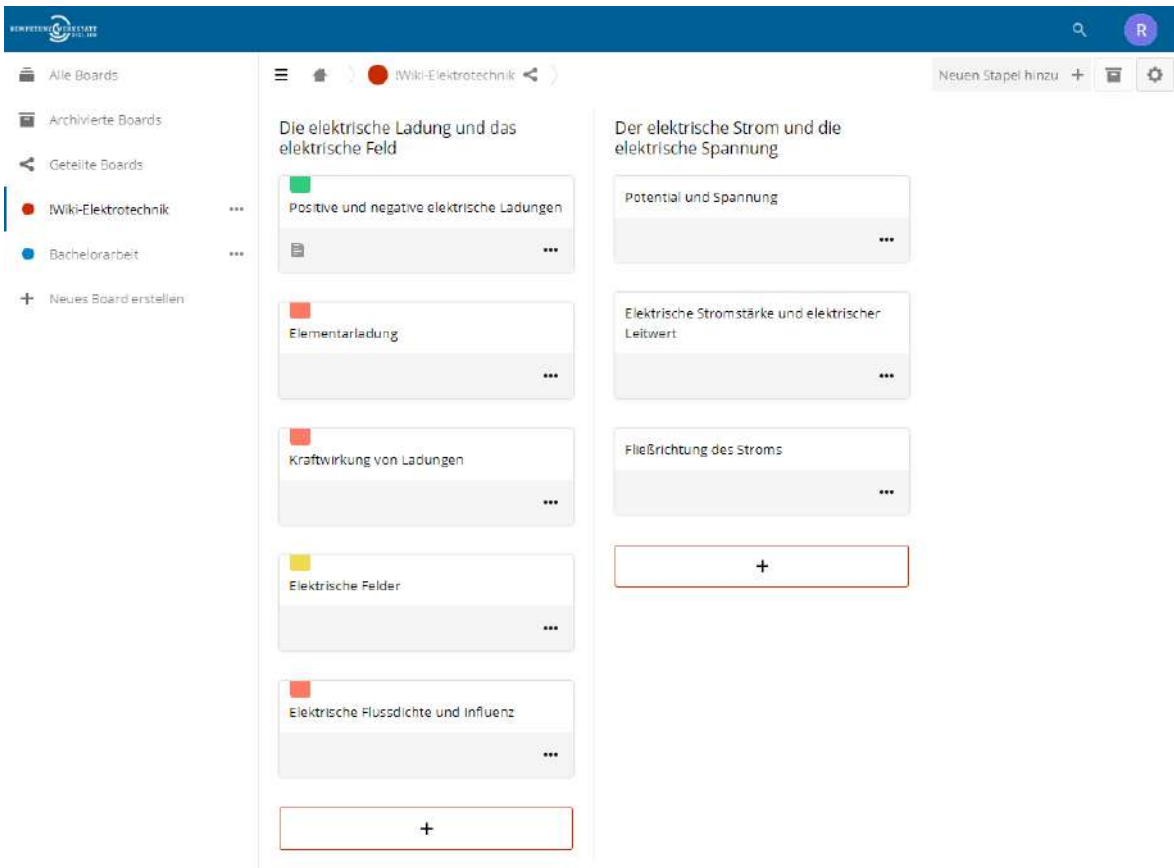 KOMPETENZWERKSTATT
DIGI.LAB
R
Alle Boards
Archivierte Boards
Geteilte Boards
!Wiki-Elektrotechnik
Bachelorarbeit
Neues Board erstellen
!Wiki-Elektrotechnik
Neuen Stapel hinzu
Die elektrische Ladung und das
elektrische Feld
Positive und negative elektrische Ladungen
Elementarladung
Kraftwirkung von Ladungen
Elektrische Felder
Elektrische Flussdichte und Influenz
+
Der elektrische Strom und die
elektrische Spannung
Potential und Spannung
Elektrische Stromstärke und elektrischer
Leitwert
Fließrichtung des Stroms
+